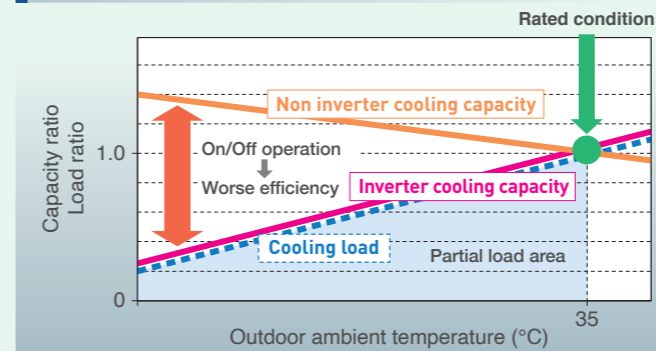 Rated condition
Non inverter cooling capacity
Capacity ratio
Load ratio
1.0
On/Off operation
Worse efficiency
Inverter cooling capacity
Cooling load
Partial load area
0
35
Outdoor ambient temperature (°C)